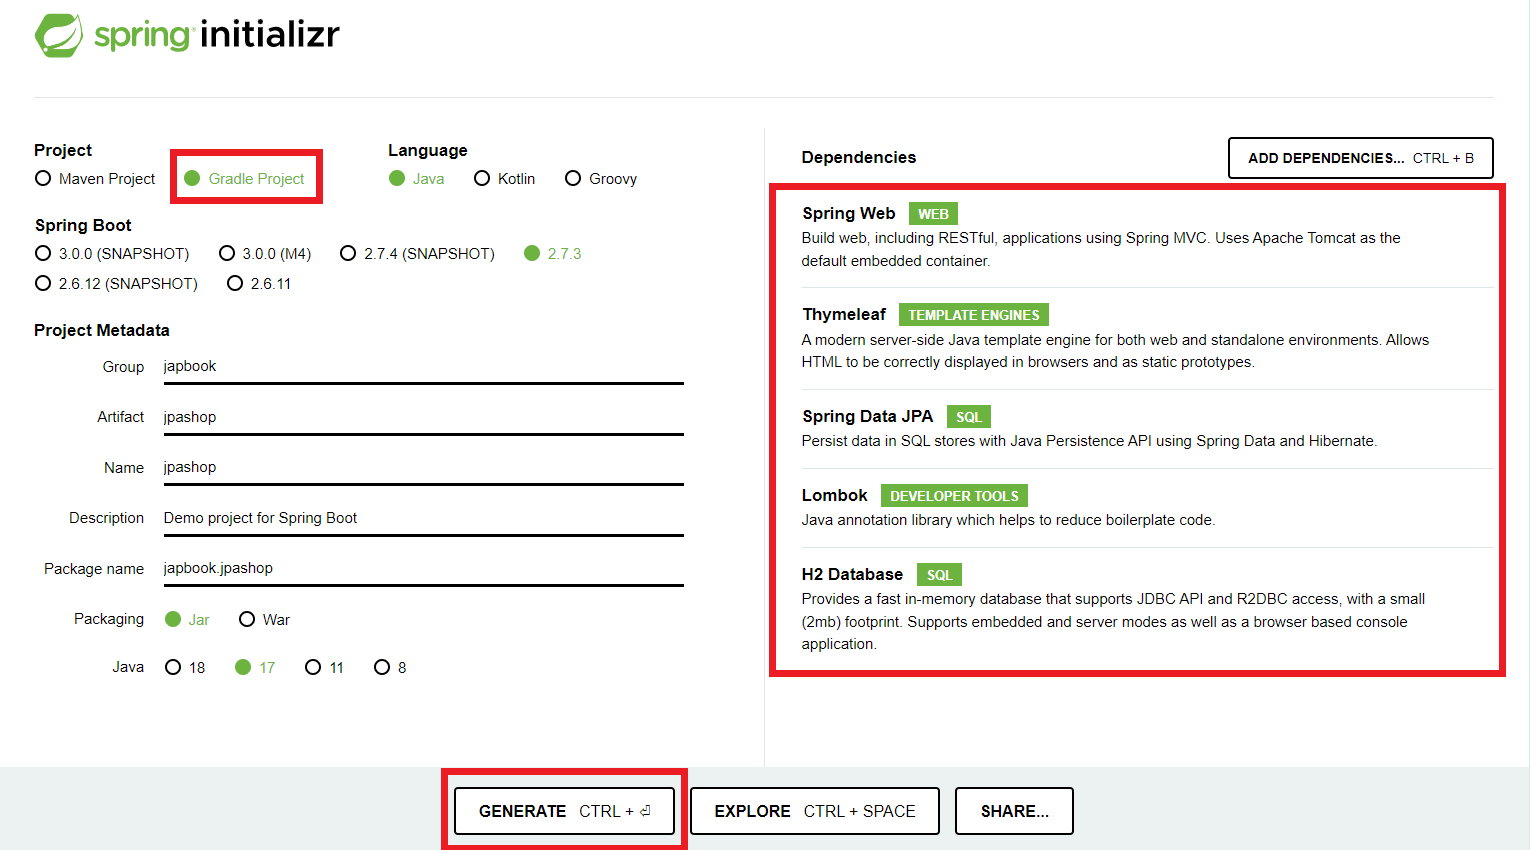 spring initializr
Project
Maven Project Gradle Project
Language
Java Kotlin Groovy
Spring Boot
3.0.0 (SNAPSHOT) 3.0.0 (M4) 2.7.4 (SNAPSHOT) 2.7.3
2.6.12 (SNAPSHOT) 2.6.11
Project Metadata
Group japbook
Artifact jpashop
Name jpashop
Description Demo project for Spring Boot
Package name japbook.jpashop
Packaging Jar War
Java 18 17 11 8
Dependencies
ADD DEPENDENCIES... CTRL + B
Spring Web WEB
Build web, including RESTful, applications using Spring MVC. Uses Apache Tomcat as the
default embedded container.
Thymeleaf TEMPLATE ENGINES
A modern server-side Java template engine for both web and standalone environments. Allows
HTML to be correctly displayed in browsers and as static prototypes.
Spring Data JPA SQL
Persist data in SQL stores with Java Persistence API using Spring Data and Hibernate.
Lombok DEVELOPER TOOLS
Java annotation library which helps to reduce boilerplate code.
H2 Database SQL
Provides a fast in-memory database that supports JDBC API and R2DBC access, with a small
(2mb) footprint. Supports embedded and server modes as well as a browser based console
application.
GENERATE CTRL + ⏎
EXPLORE CTRL + SPACE
SHARE...